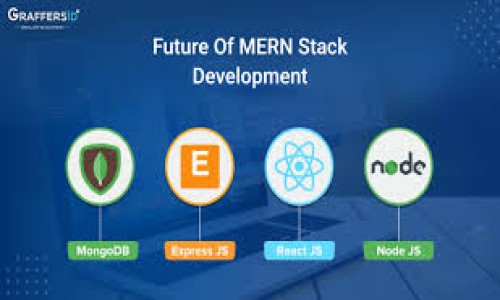 GRAFFERSID
Future Of MERN Stack
Development
E
node
MongoDB
Express JS
React JS
Node JS